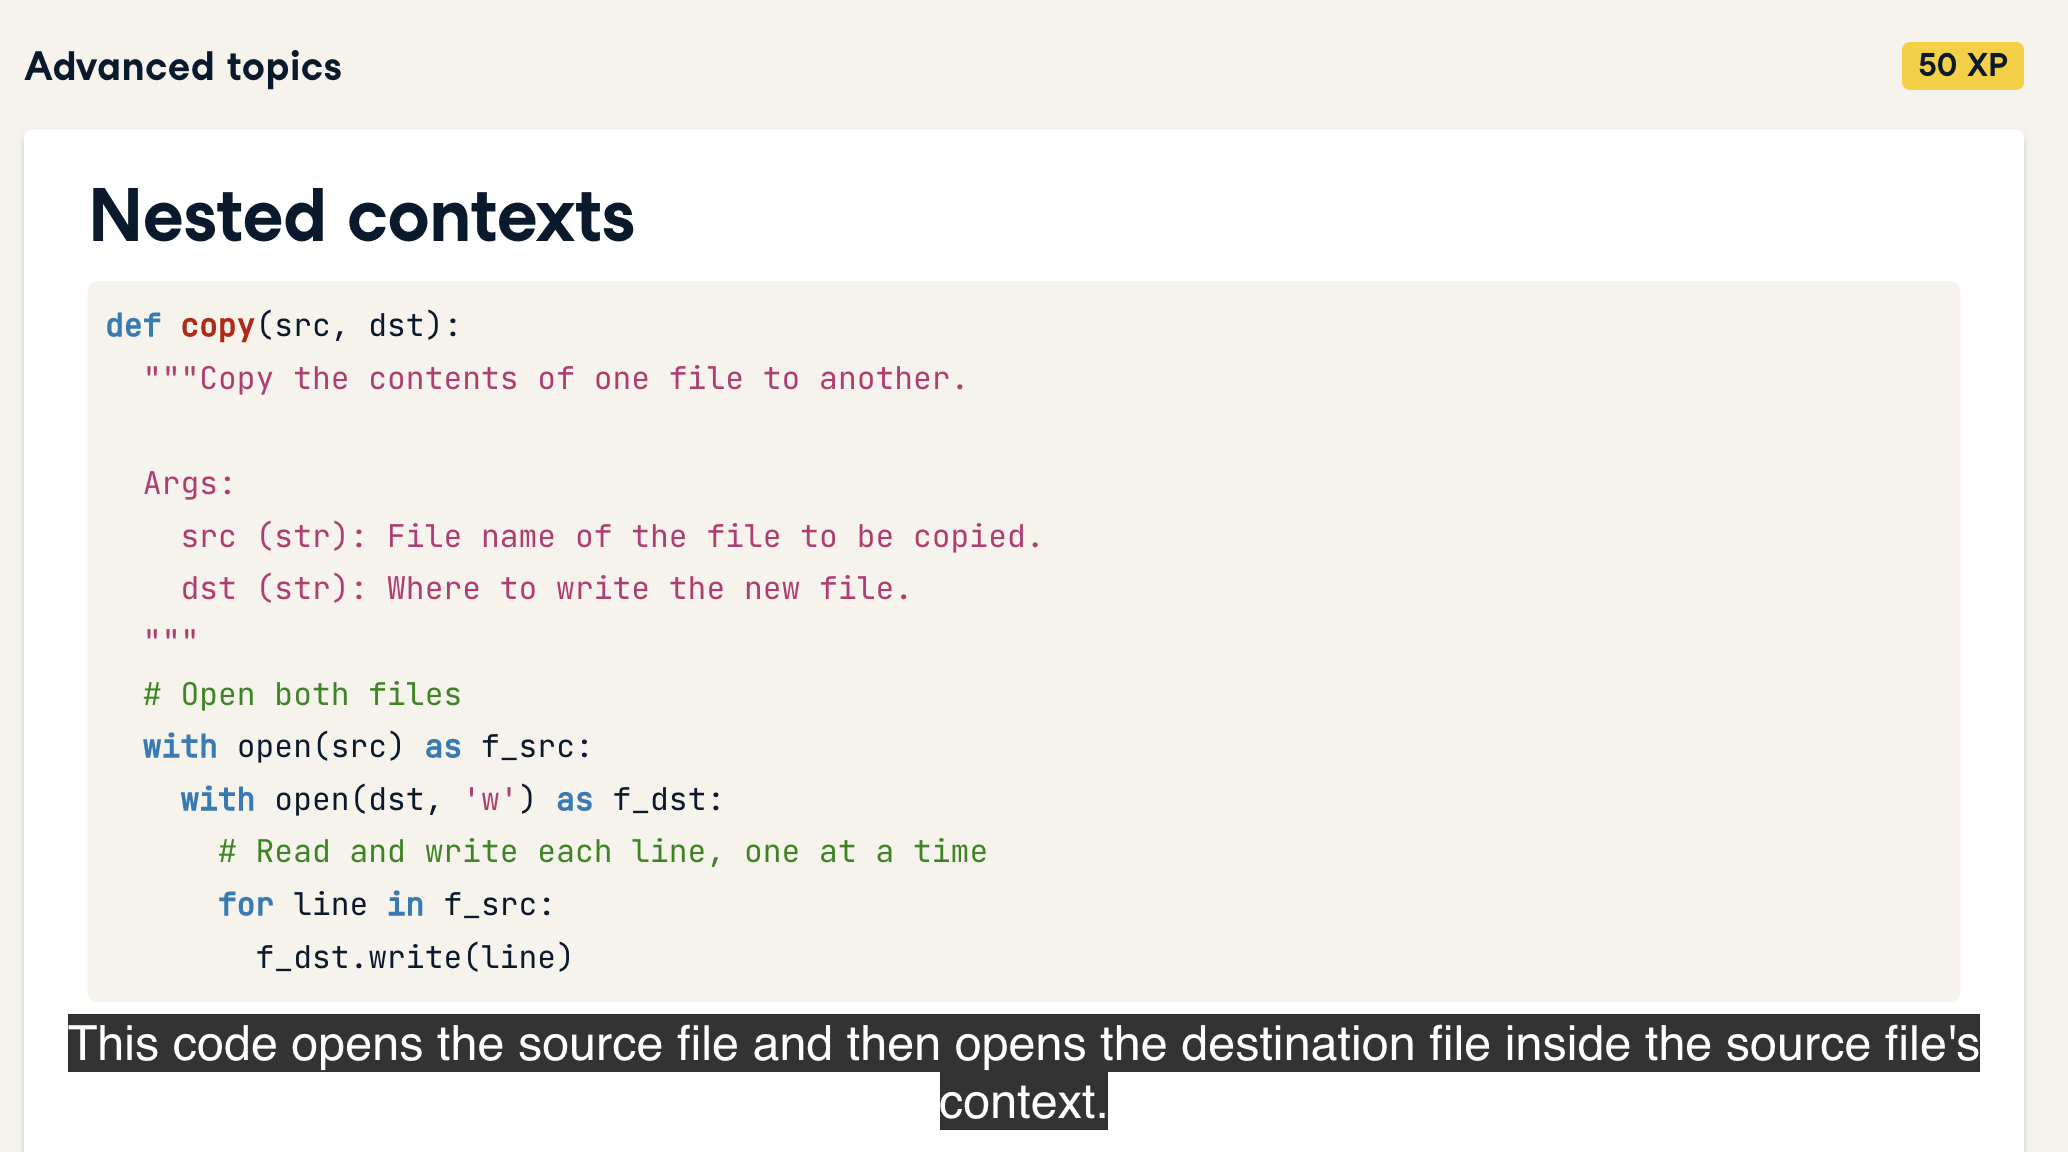 Advanced topics
50 XP
Nested contexts
def copy(src, dst):
  """Copy the contents of one file to another.

  Args:
    src (str): File name of the file to be copied.
    dst (str): Where to write the new file.
  """
  # Open both files
  with open(src) as f_src:
    with open(dst, 'w') as f_dst:
      # Read and write each line, one at a time
      for line in f_src:
        f_dst.write(line)
This code opens the source file and then opens the destination file inside the source file's
context.